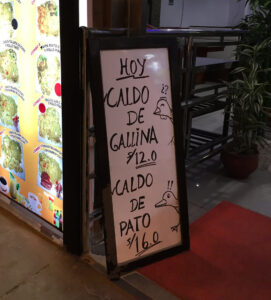 HOY
CALDO
DE
GALLINA
S/12.0
CALDO
DE
PATO
S/16.0